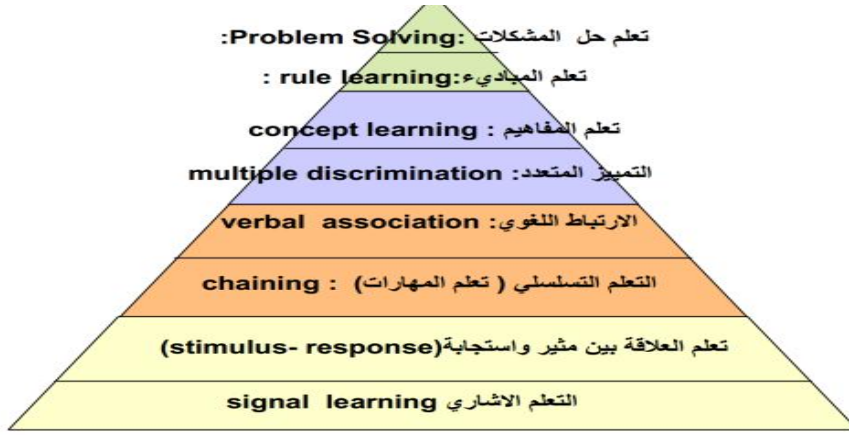 تعلم حل المشكلات :Problem Solving:
تعلم المباديء:rule learning :
تعلم المفاهيم : concept learning
التمييز المتعدد: multiple discrimination
الارتباط اللغوي: verbal association
التعلم التسلسلي ( تعلم المهارات) : chaining
تعلم العلاقة بين مثير واستجابة(stimulus- response)
التعلم الاشاري signal learning